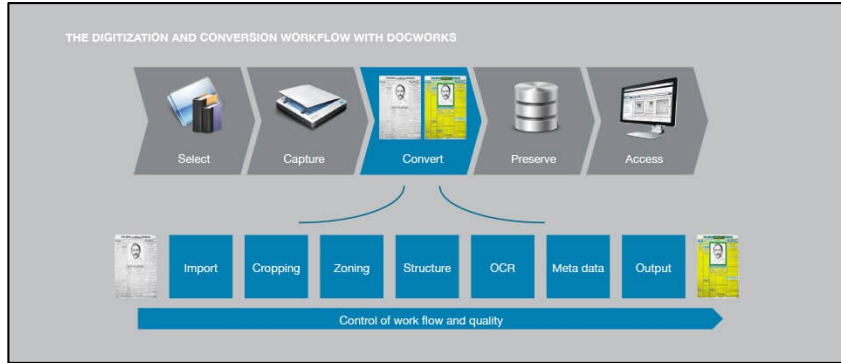 THE DIGITIZATION AND CONVERSION WORKFLOW WITH DOCWORKS
Select
Capture
Convert
Preserve
Access
Import
Cropping
Zoning
Structure
OCR
Meta data
Output
Control of work flow and quality